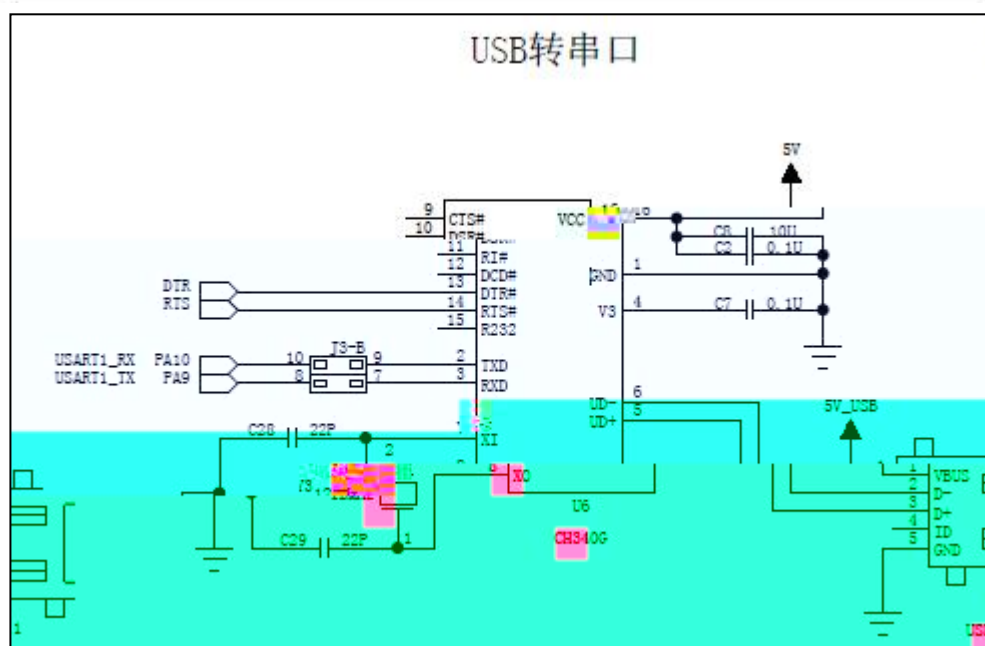 USB转串口
5V
9 CTS# VCC 16
10 DSR# C8 10U
11 RI# C2 0.1U
12 DCD# GND 1
DTR 13 DTR#
RTS 14 RTS# V3 4 C7 0.1U
15 R232
USART1_RX PA10 10 J3-B 9 2 TXD
USART1_TX PA9 8 7 3 RXD
UD- 6
UD+ 5 5V_USB
C28 22P XI
2
XO 1 VBUS
2 D-
U6 3 D+
C29 22P 1 CH340G 4 ID
5 GND
1